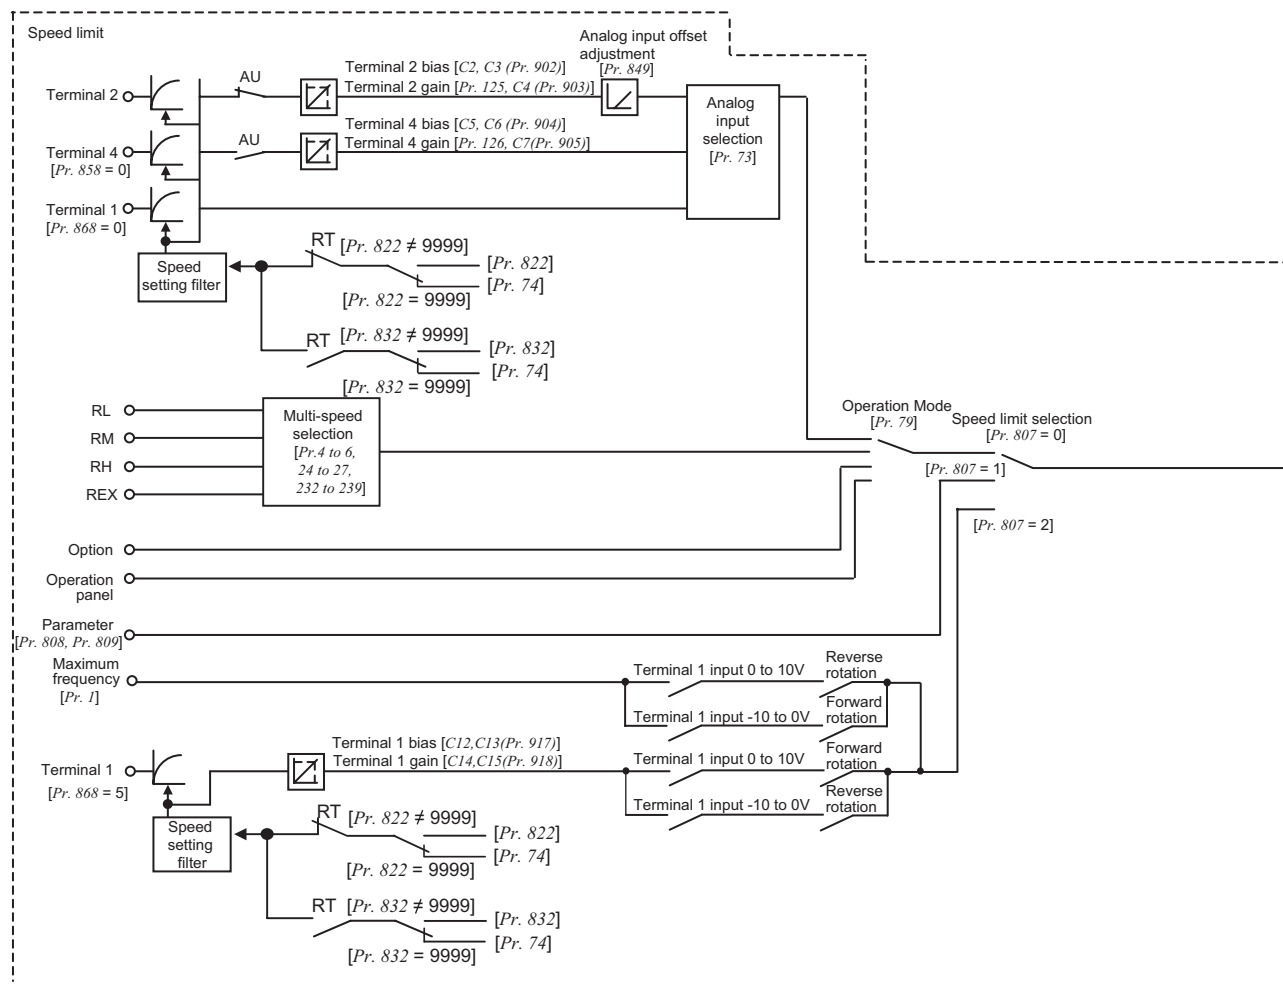 Speed limit
Analog input offset
adjustment
[Pr. 849]
Terminal 2
AU
Terminal 2 bias [C2, C3 (Pr. 902)]
Terminal 2 gain [Pr. 125, C4 (Pr. 903)]
Analog
input
selection
[Pr. 73]
Terminal 4
[Pr. 858 = 0]
AU
Terminal 4 bias [C5, C6 (Pr. 904)]
Terminal 4 gain [Pr. 126, C7(Pr. 905)]
Terminal 1
[Pr. 868 = 0]
Speed
setting filter
RT
[Pr. 822 ≠ 9999]
[Pr. 822]
[Pr. 74]
[Pr. 822 = 9999]
RT
[Pr. 832 ≠ 9999]
[Pr. 832]
[Pr. 74]
[Pr. 832 = 9999]
RL
RM
RH
REX
Multi-speed
selection
[Pr.4 to 6,
24 to 27,
232 to 239]
Operation Mode
[Pr. 79]
Speed limit selection
[Pr. 807 = 0]
[Pr. 807 = 1]
[Pr. 807 = 2]
Option
Operation
panel
Parameter
[Pr. 808, Pr. 809]
Maximum
frequency
[Pr. 1]
Terminal 1 input 0 to 10V
Reverse
rotation
Terminal 1 input -10 to 0V
Forward
rotation
Terminal 1
[Pr. 868 = 5]
Terminal 1 bias [C12,C13(Pr. 917)]
Terminal 1 gain [C14,C15(Pr. 918)]
Terminal 1 input 0 to 10V
Forward
rotation
Terminal 1 input -10 to 0V
Reverse
rotation
Speed
setting
filter
RT
[Pr. 822 ≠ 9999]
[Pr. 822]
[Pr. 74]
[Pr. 822 = 9999]
RT
[Pr. 832 ≠ 9999]
[Pr. 832]
[Pr. 74]
[Pr. 832 = 9999]